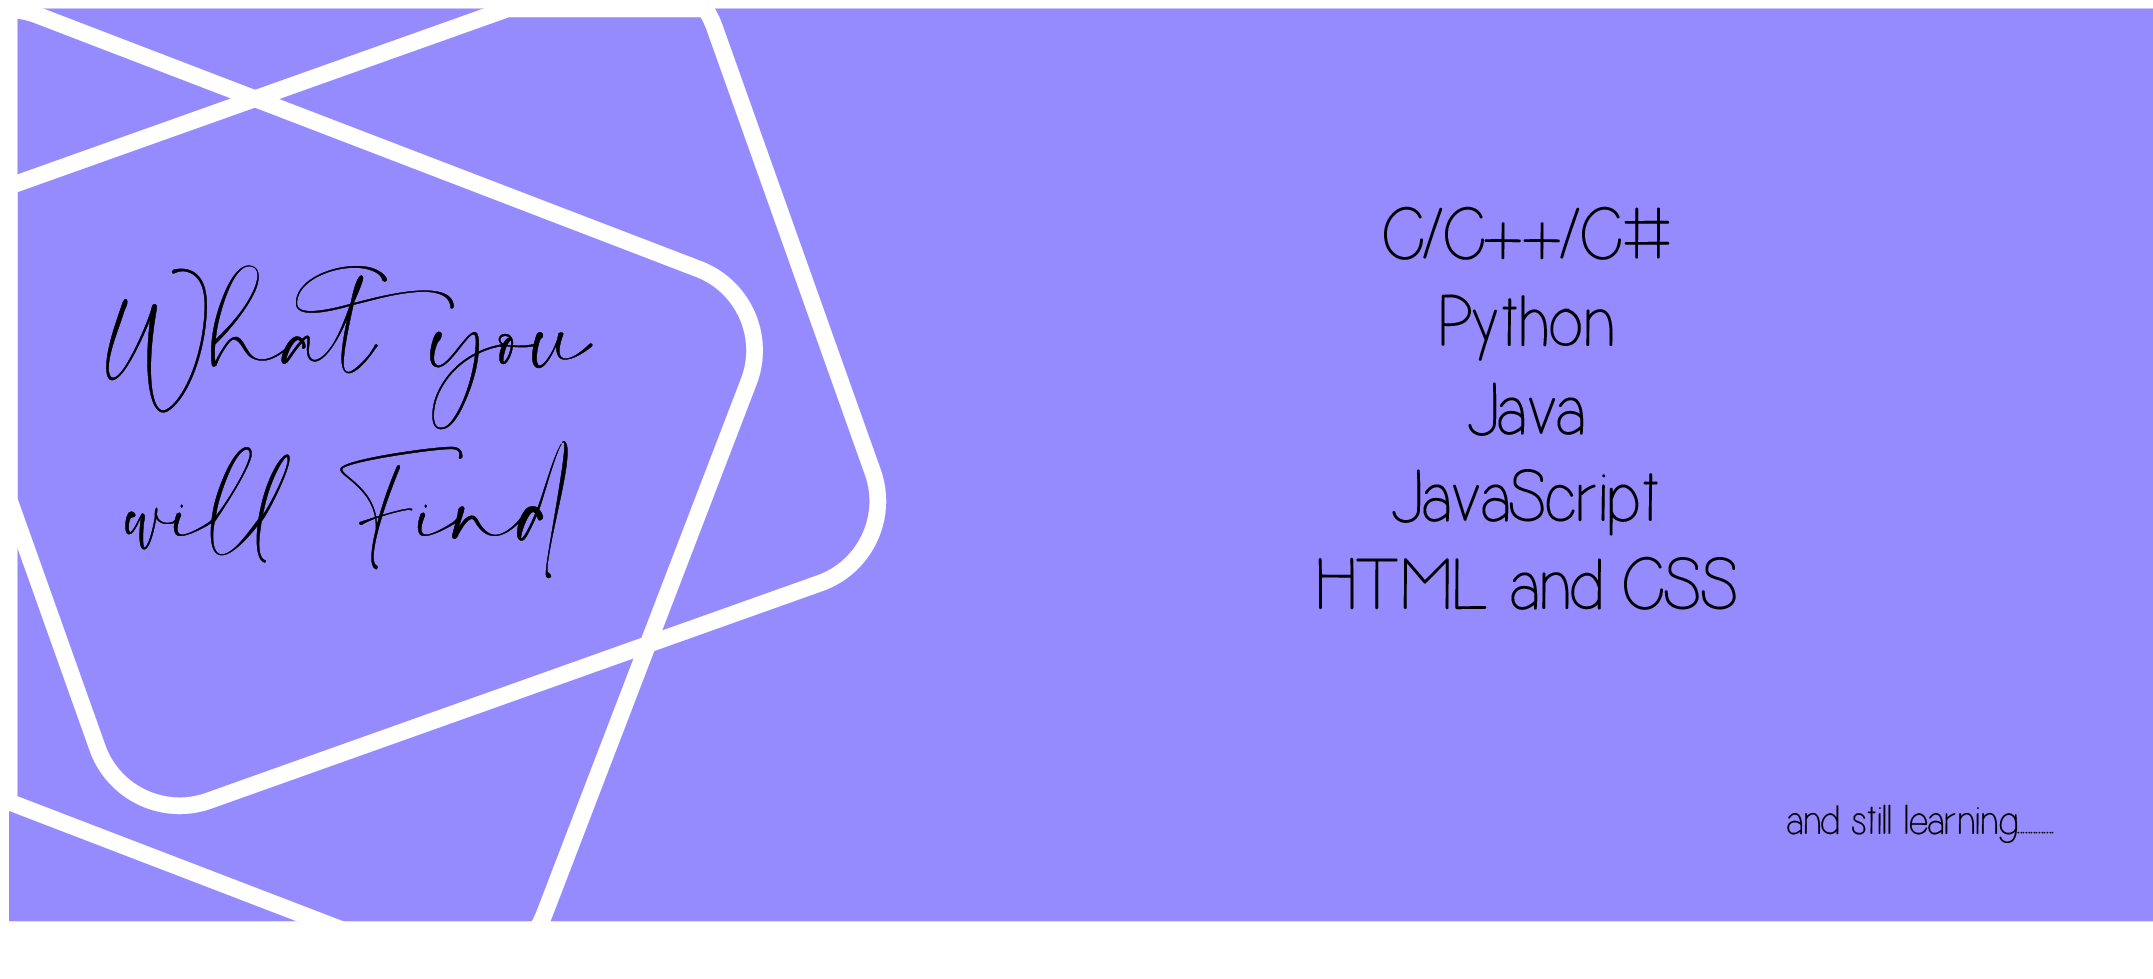 What you
will Find
C/C++/C#
Python
Java
JavaScript
HTML and CSS
and still learning..............